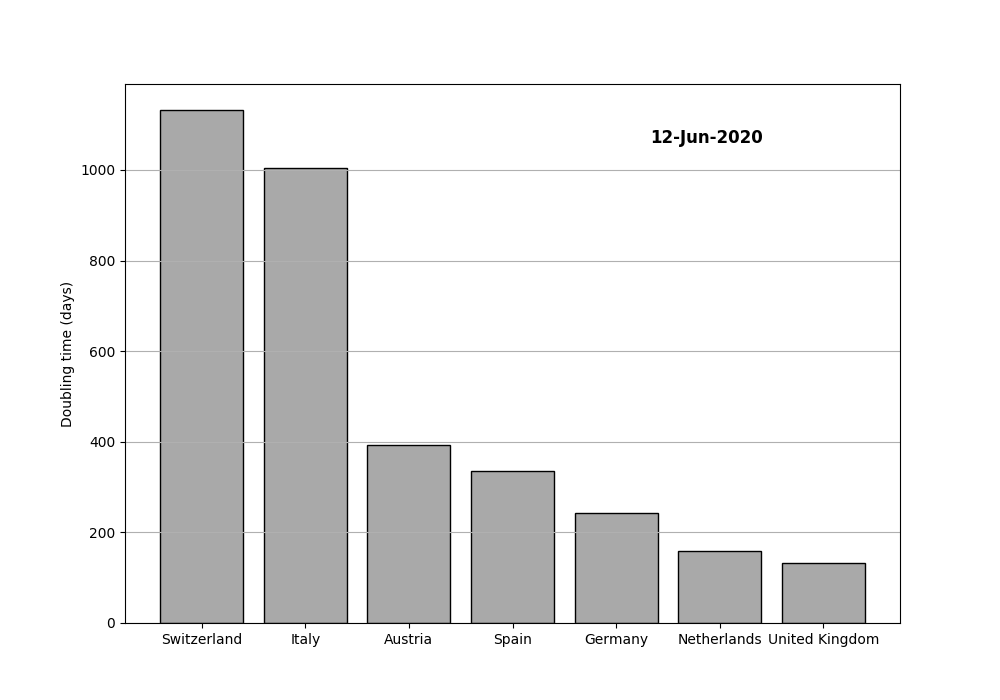 12-Jun-2020
Doubling time (days)
1000
800
600
400
200
0
Switzerland Italy Austria Spain Germany Netherlands United Kingdom